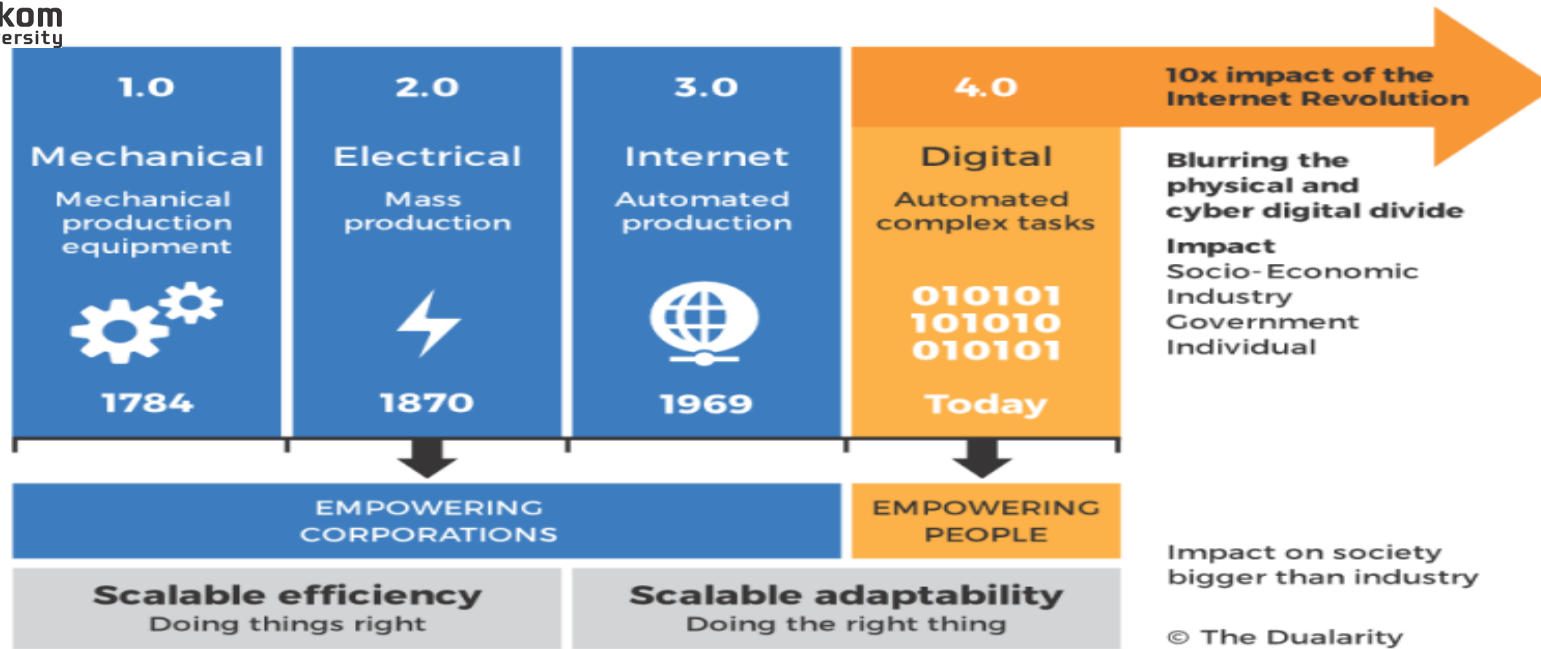 kom
ersity
1.0
Mechanical
Mechanical
production
equipment
1784
2.0
Electrical
Mass
production
1870
3.0
Internet
Automated
production
1969
4.0
Digital
Automated
complex tasks
010101
101010
010101
Today
10x impact of the
Internet Revolution
Blurring the
physical and
cyber digital divide
Impact
Socio-Economic
Industry
Government
Individual
EMPOWERING
CORPORATIONS
EMPOWERING
PEOPLE
Scalable efficiency
Doing things right
Scalable adaptability
Doing the right thing
Impact on society
bigger than industry
© The Dualarity